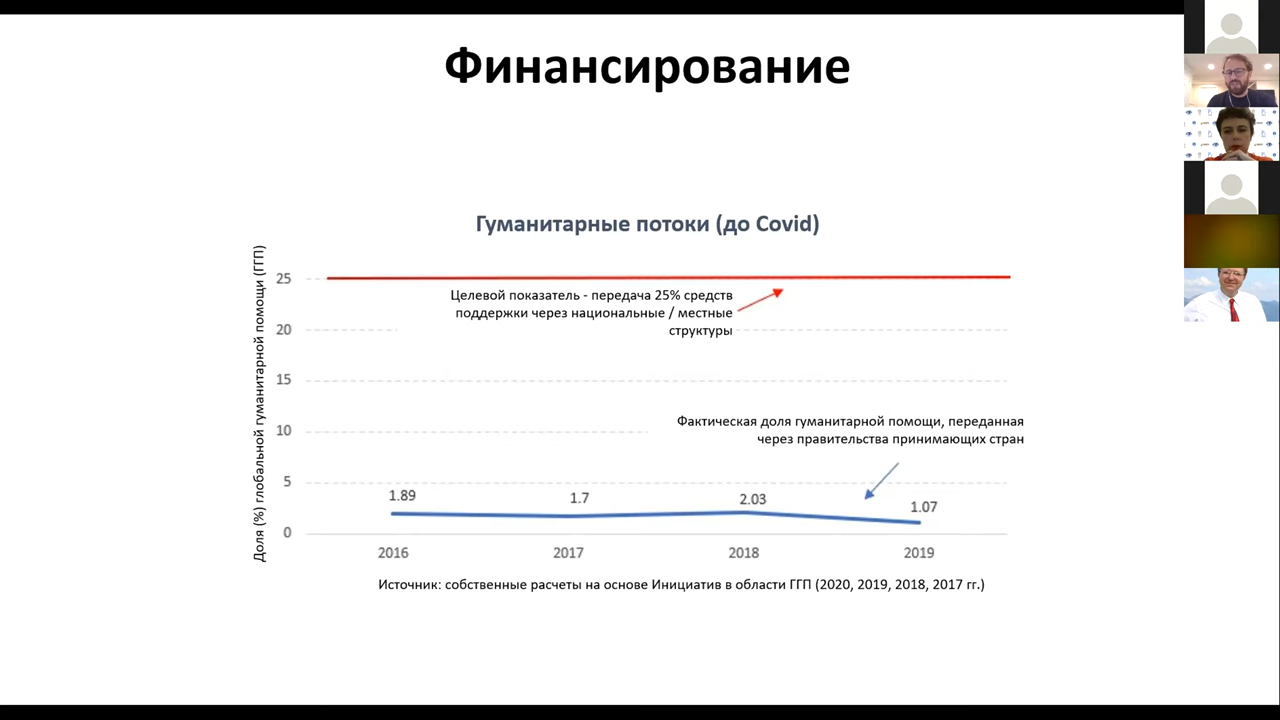 Финансирование
Гуманитарные потоки (до Covid)
Доля (%) глобальной гуманитарной помощи (ГГП)
25
Целевой показатель - передача 25% средств
поддержки через национальные / местные
структуры
20
15
Фактическая доля гуманитарной помощи, переданная
через правительства принимающих стран
10
5
1.89 1.7 2.03 1.07
0
2016 2017 2018 2019
Источник: собственные расчеты на основе Инициатив в области ГГП (2020, 2019, 2018, 2017 гг.)